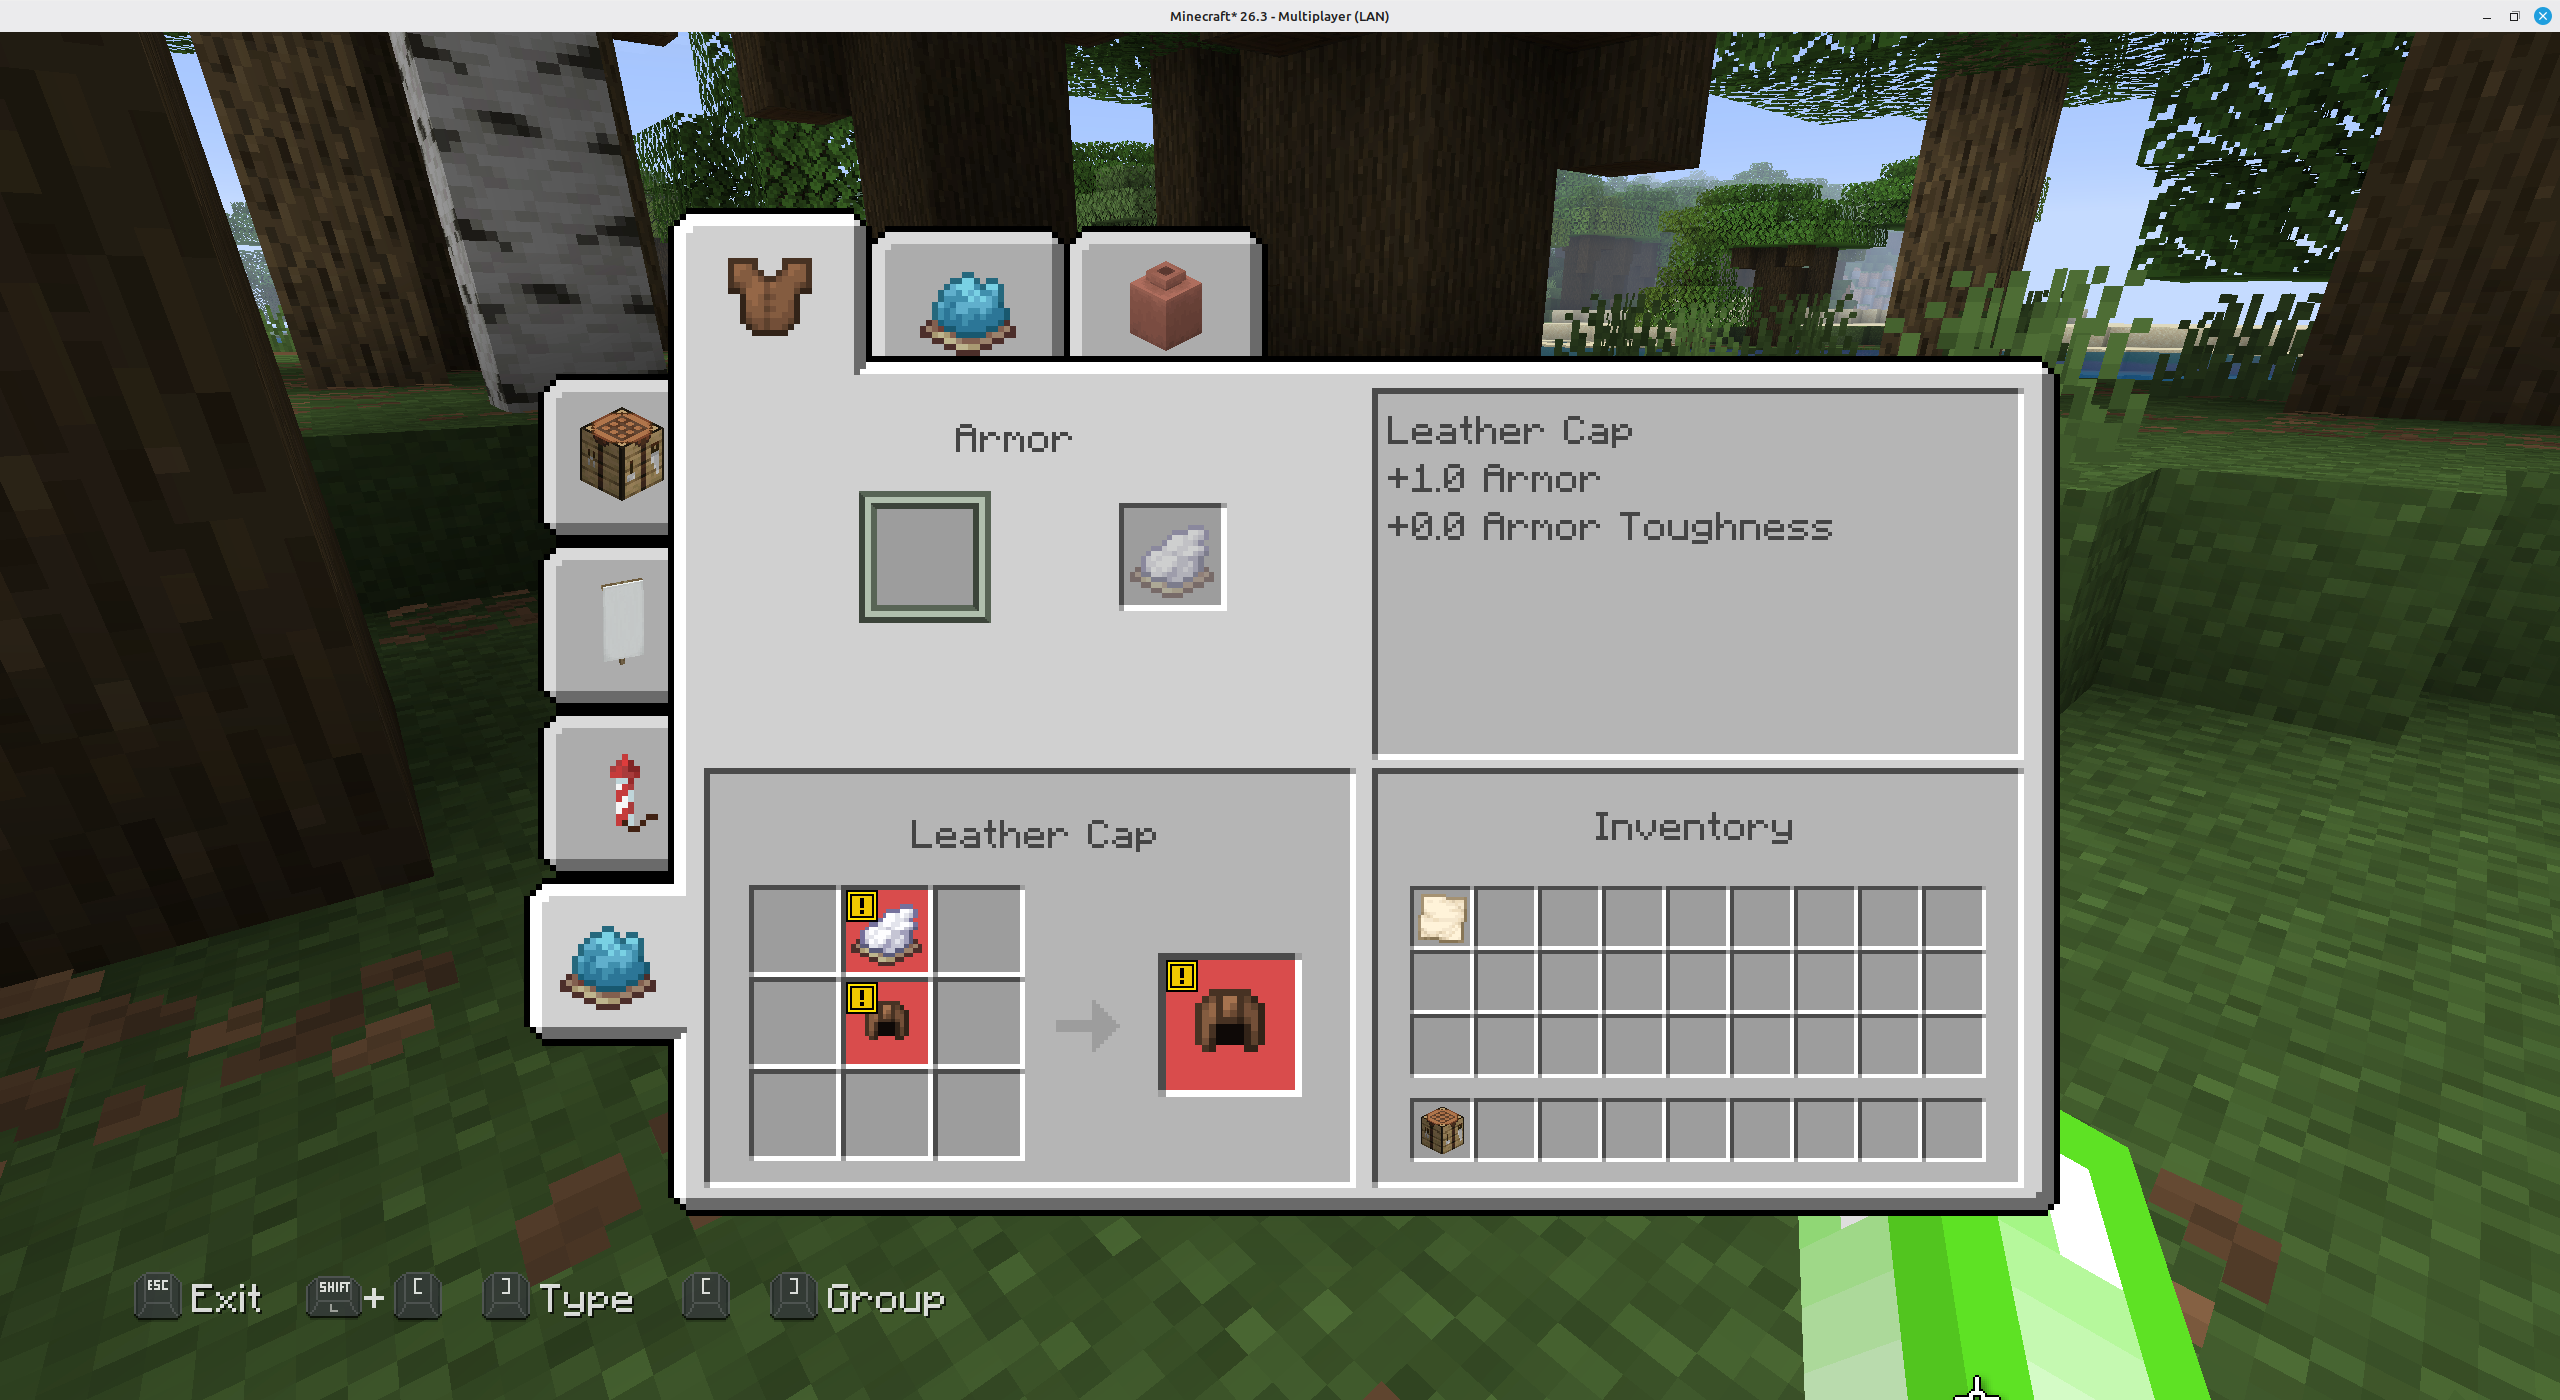 Minecraft* 26.3 - Multiplayer (LAN)
Armor
Leather Cap
+1.0 Armor
+0.0 Armor Toughness
Leather Cap
Inventory
ESC Exit SHIFT + [ ] Type [ ] Group